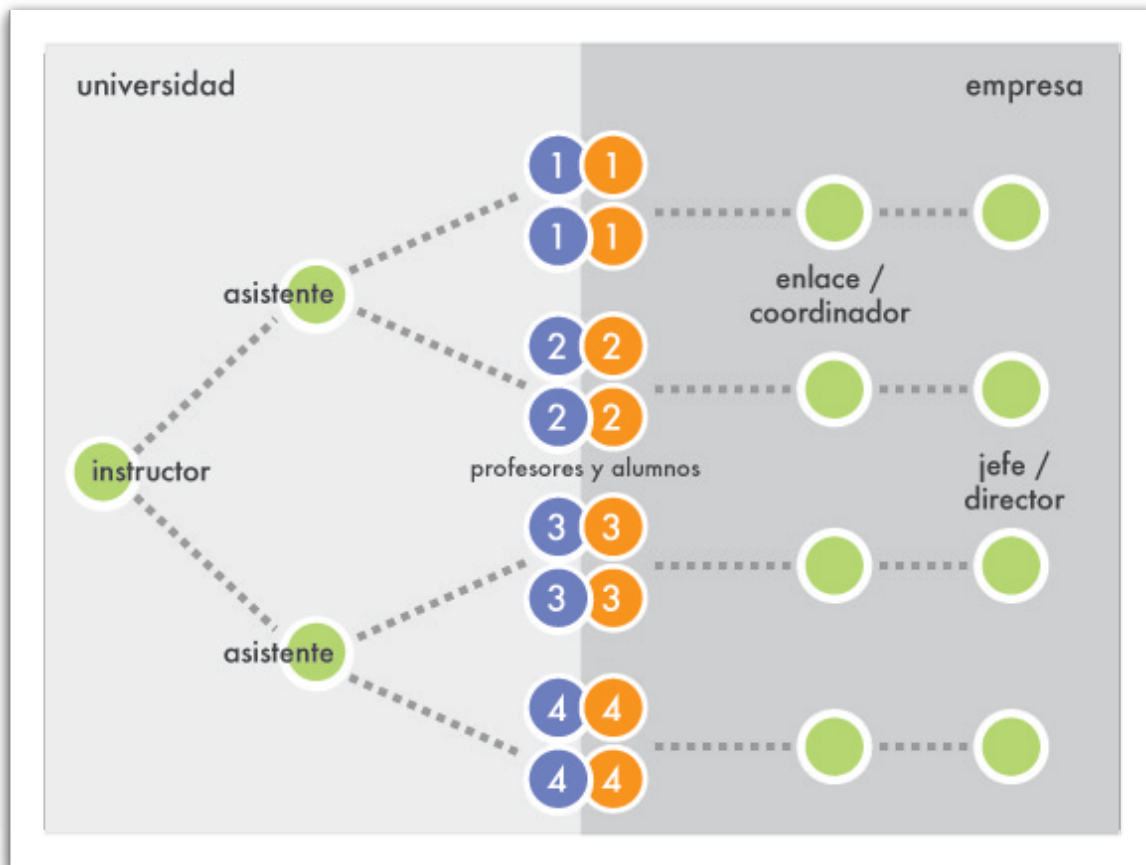 universidad
empresa
1 1
1 1
asistente
enlace /
coordinador
2 2
2 2
instructor
profesores y alumnos
jefe /
director
3 3
3 3
asistente
4 4
4 4